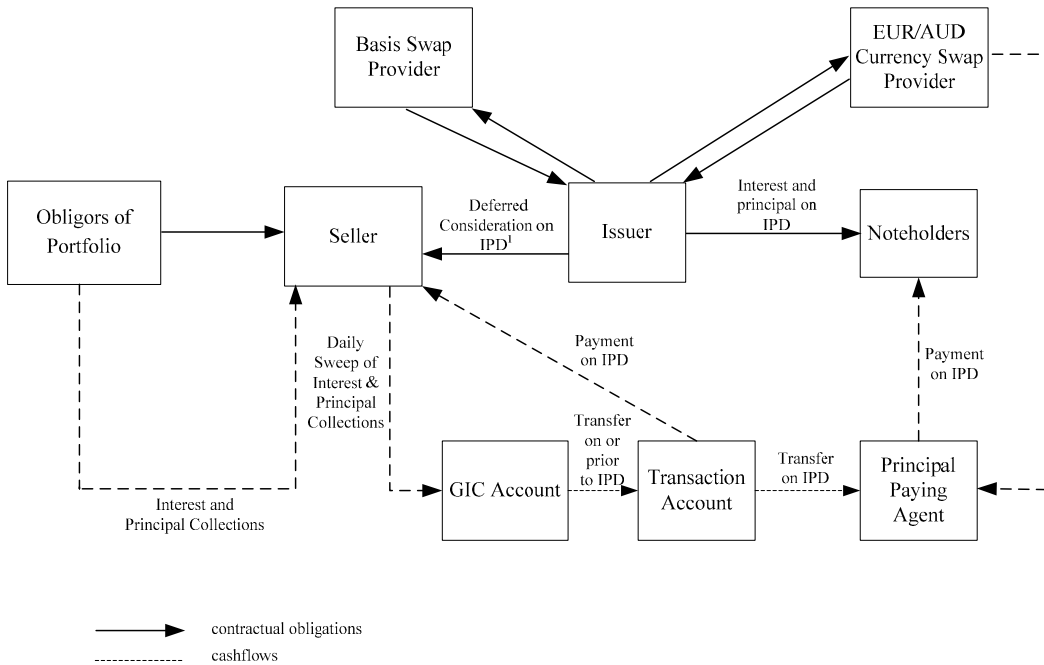 Basis Swap
Provider
EUR/AUD
Currency Swap
Provider
Obligors of
Portfolio
Seller
Deferred
Consideration on
IPD¹
Issuer
Interest and
principal on
IPD
Noteholders
Daily
Sweep of
Interest &
Principal
Collections
Payment
on IPD
Payment
on IPD
Interest and
Principal Collections
GIC Account
Transfer
on or
prior
to IPD
Transaction
Account
Transfer
on IPD
Principal
Paying
Agent
contractual obligations
cashflows